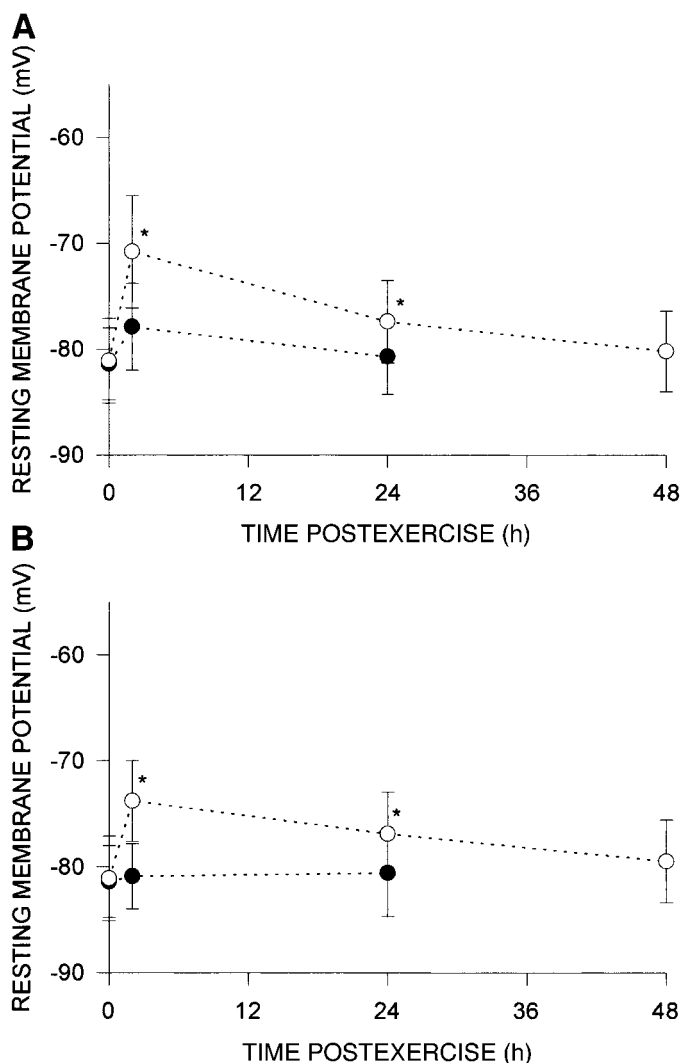 A
RESTING MEMBRANE POTENTIAL (mV)
-60
-70
-80
-90
*
*
0 12 24 36 48
TIME POSTEXERCISE (h)
B
RESTING MEMBRANE POTENTIAL (mV)
-60
-70
-80
-90
*
*
0 12 24 36 48
TIME POSTEXERCISE (h)